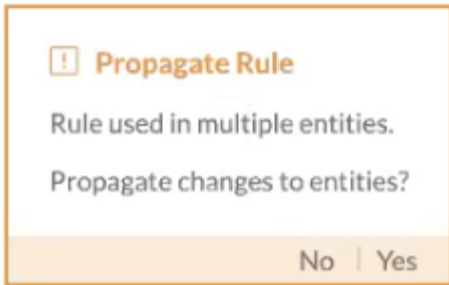 Propagate Rule
Rule used in multiple entities.
Propagate changes to entities?
No | Yes